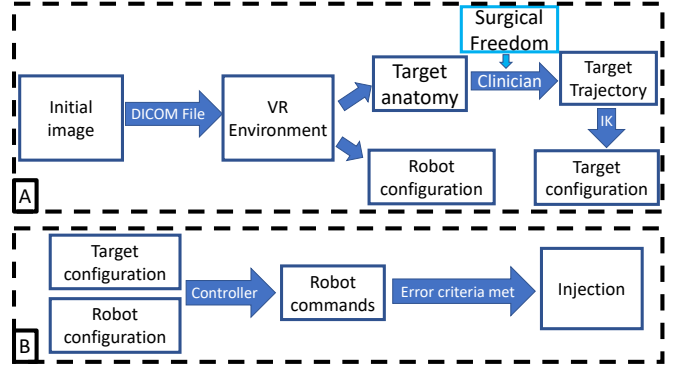 Surgical
Freedom
Initial
image
DICOM File
VR
Environment
Target
anatomy
Clinician
Target
Trajectory
IK
Robot
configuration
Target
configuration
A
Target
configuration
Robot
configuration
Controller
Robot
commands
Error criteria met
Injection
B